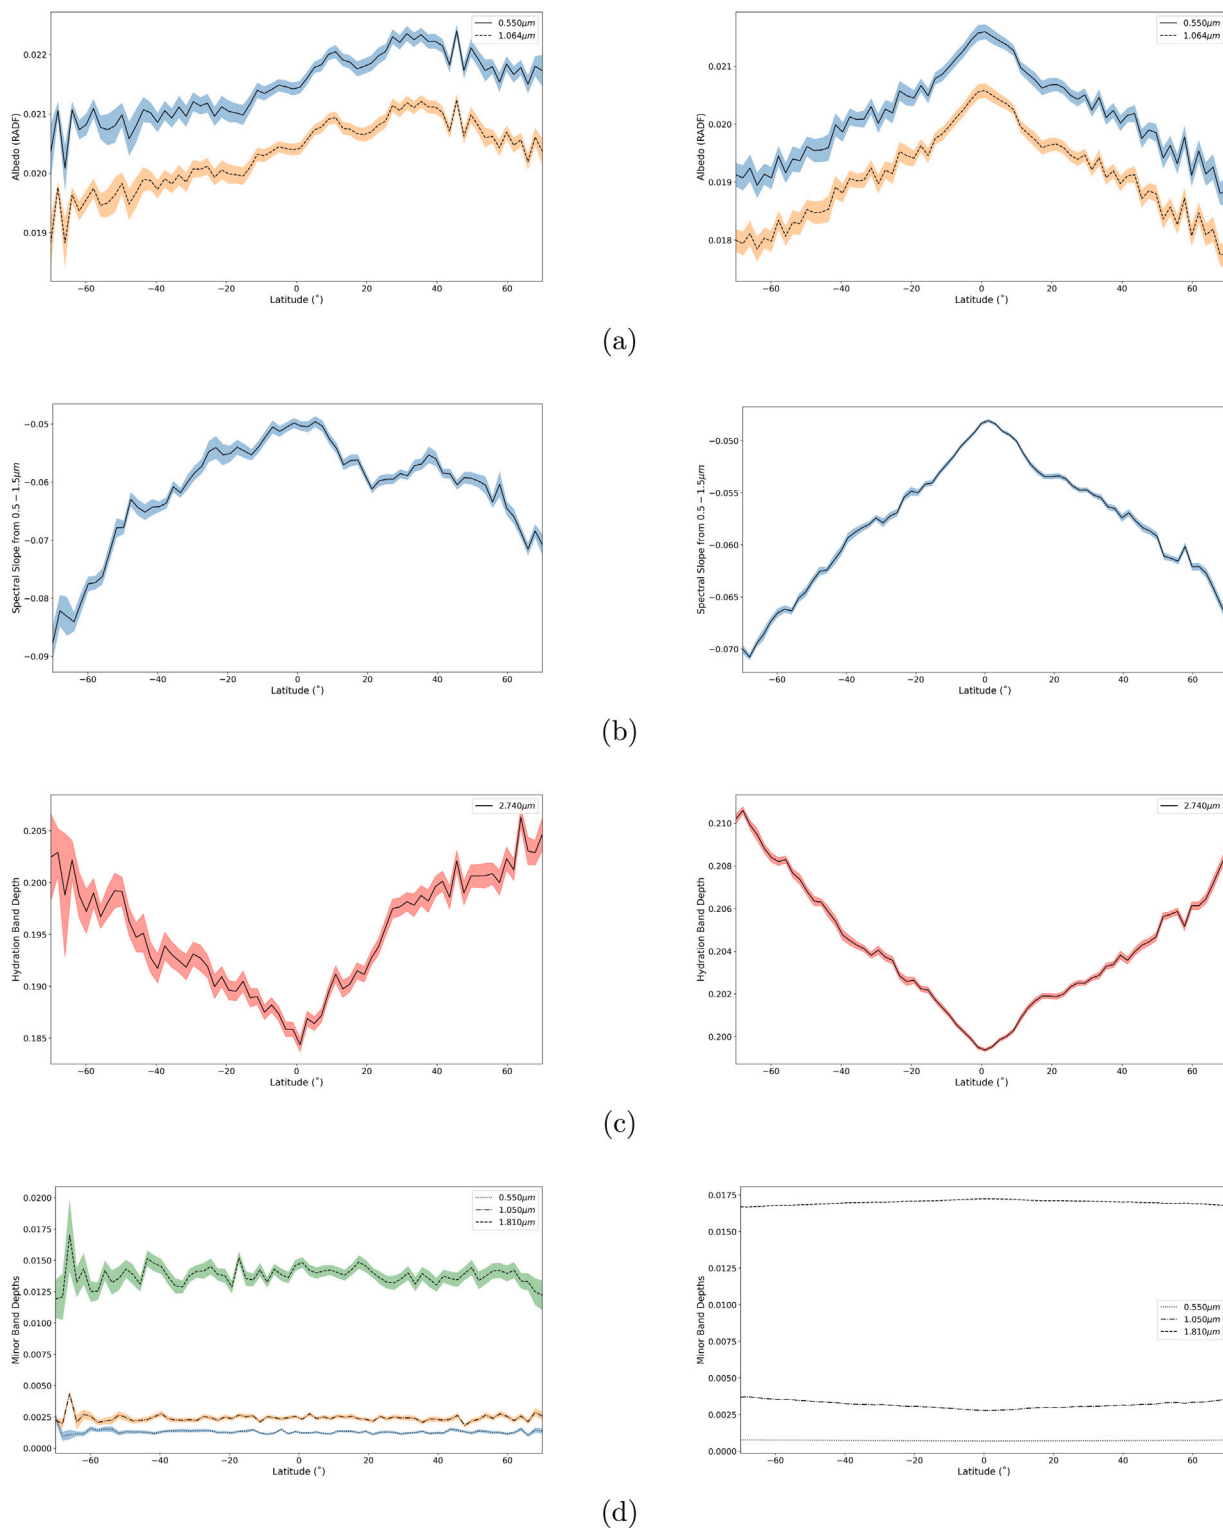 0.550μm
1.064μm
0.022
0.021
0.020
0.019
Albedo (RADF)
−60 −40 −20 0 20 40 60
Latitude (°)
0.550μm
1.064μm
0.021
0.020
0.019
0.018
Albedo (RADF)
−60 −40 −20 0 20 40 60
Latitude (°)
(a)
−0.05
−0.06
−0.07
−0.08
−0.09
Spectral Slope from 0.5 − 1.5μm
−60 −40 −20 0 20 40 60
Latitude (°)
−0.050
−0.055
−0.060
−0.065
−0.070
Spectral Slope from 0.5 − 1.5μm
−60 −40 −20 0 20 40 60
Latitude (°)
(b)
2.740μm
0.205
0.200
0.195
0.190
0.185
Hydration Band Depth
−60 −40 −20 0 20 40 60
Latitude (°)
2.740μm
0.210
0.208
0.206
0.204
0.202
0.200
Hydration Band Depth
−60 −40 −20 0 20 40 60
Latitude (°)
(c)
0.550μm
1.050μm
1.810μm
0.0200
0.0175
0.0150
0.0125
0.0100
0.0075
0.0050
0.0025
0.0000
Minor Band Depths
−60 −40 −20 0 20 40 60
Latitude (°)
0.0175
0.0150
0.0125
0.0100
0.0075
0.0050
0.0025
0.0000
Minor Band Depths
0.550μm
1.050μm
1.810μm
−60 −40 −20 0 20 40 60
Latitude (°)
(d)